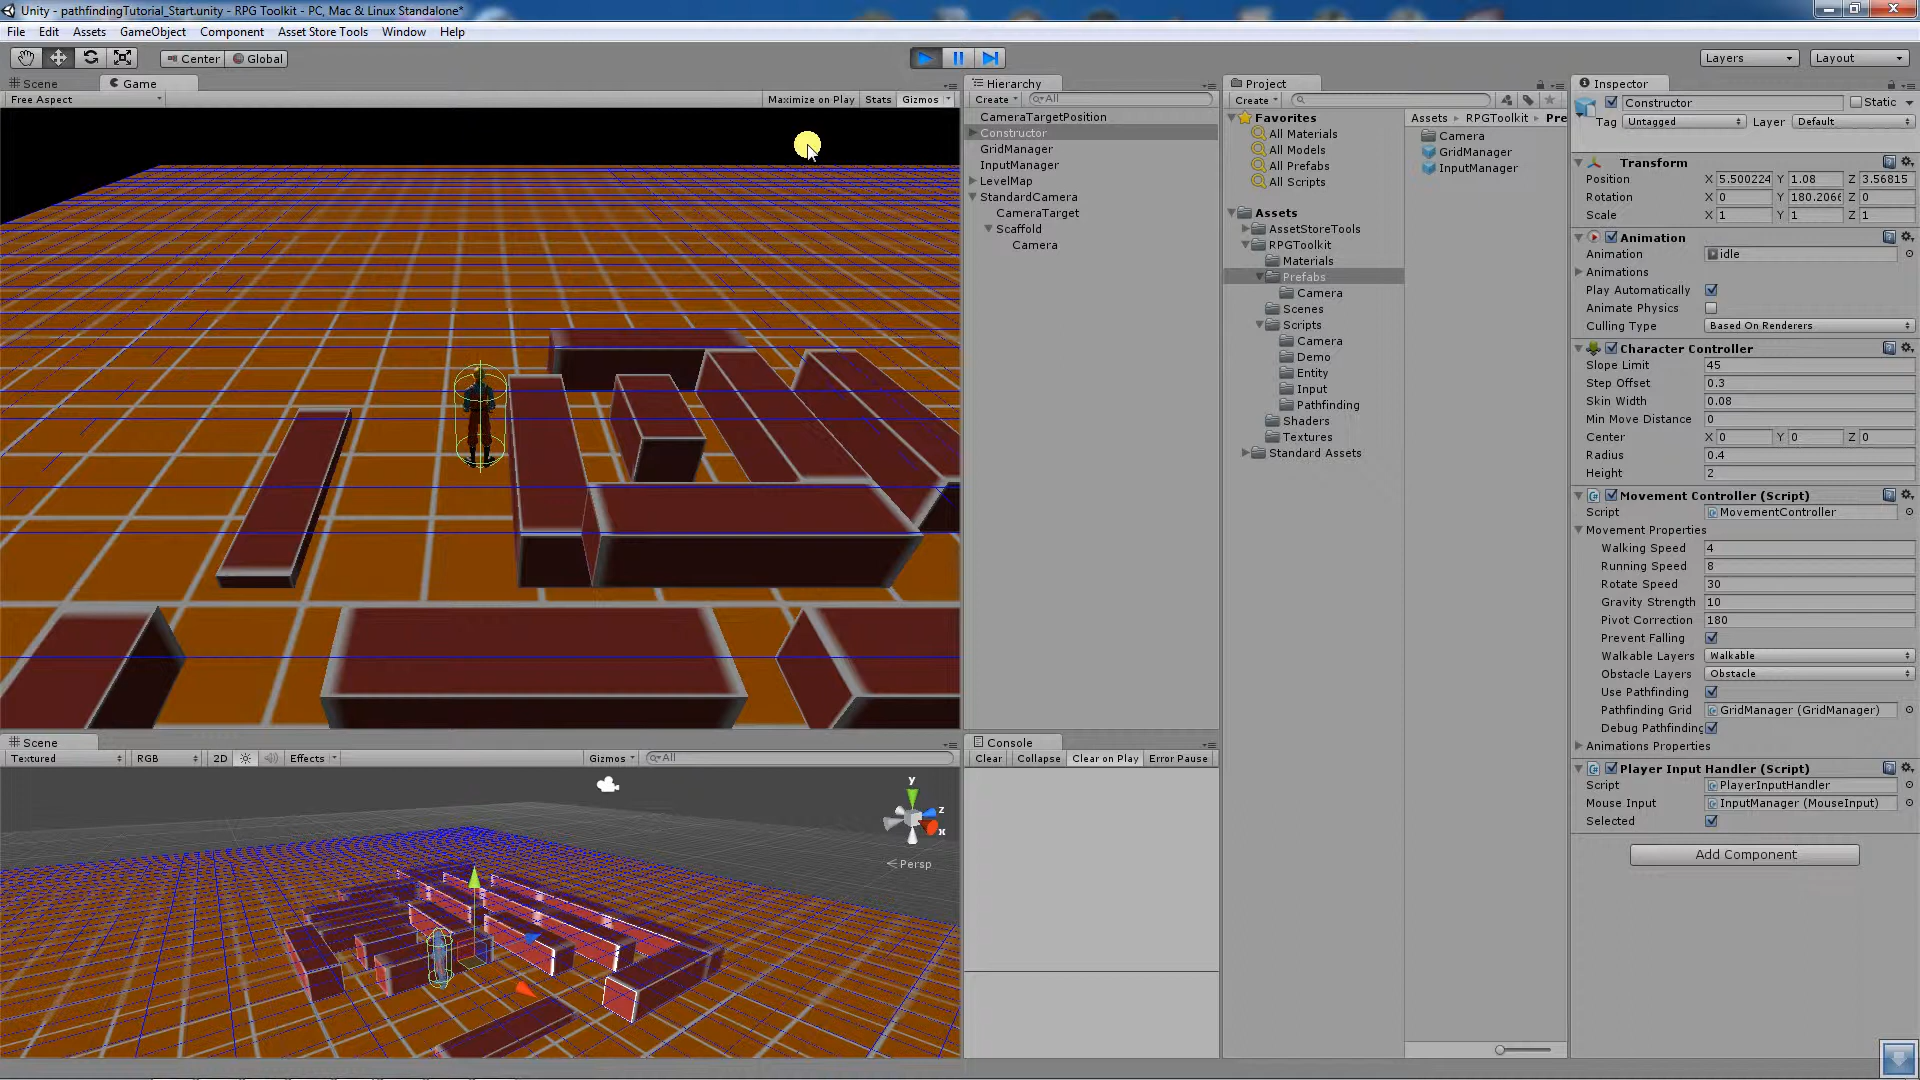 Unity - pathfindingTutorial_Start.unity - RPG Toolkit - PC, Mac & Linux Standalone*
File Edit Assets GameObject Component Asset Store Tools Window Help
Center Global Layers Layout
Scene Game
Free Aspect Maximize on Play Stats Gizmos
Hierarchy
Create All
CameraTargetPosition
Constructor
GridManager
InputManager
LevelMap
StandardCamera
CameraTarget
Scaffold
Camera
Project
Create
Favorites
All Materials
All Models
All Prefabs
All Scripts
Assets
AssetStoreTools
RPGToolkit
Materials
Prefabs
Camera
Scenes
Scripts
Camera
Demo
Entity
Input
Pathfinding
Shaders
Textures
Standard Assets
Assets RPGToolkit Pre
Camera
GridManager
InputManager
Inspector
Constructor Static
Tag Untagged Layer Default
Transform
Position X 5.500224 Y 1.08 Z 3.56815
Rotation X 0 Y 180.206 Z 0
Scale X 1 Y 1 Z 1
Animation
Animation idle
Animations
Play Automatically
Animate Physics
Culling Type Based On Renderers
Character Controller
Slope Limit 45
Step Offset 0.3
Skin Width 0.08
Min Move Distance 0
Center X 0 Y 0 Z 0
Radius 0.4
Height 2
Movement Controller (Script)
Script MovementController
Movement Properties
Walking Speed 4
Running Speed 8
Rotate Speed 30
Gravity Strength 10
Pivot Correction 180
Prevent Falling
Walkable Layers Walkable
Obstacle Layers Obstacle
Use Pathfinding
Pathfinding Grid GridManager (GridManager)
Debug Pathfinding
Animations Properties
Player Input Handler (Script)
Script PlayerInputHandler
Mouse Input InputManager (MouseInput)
Selected
Add Component
Scene
Textured RGB 2D Effects Gizmos All
y
z
x
Persp
Console
Clear Collapse Clear on Play Error Pause